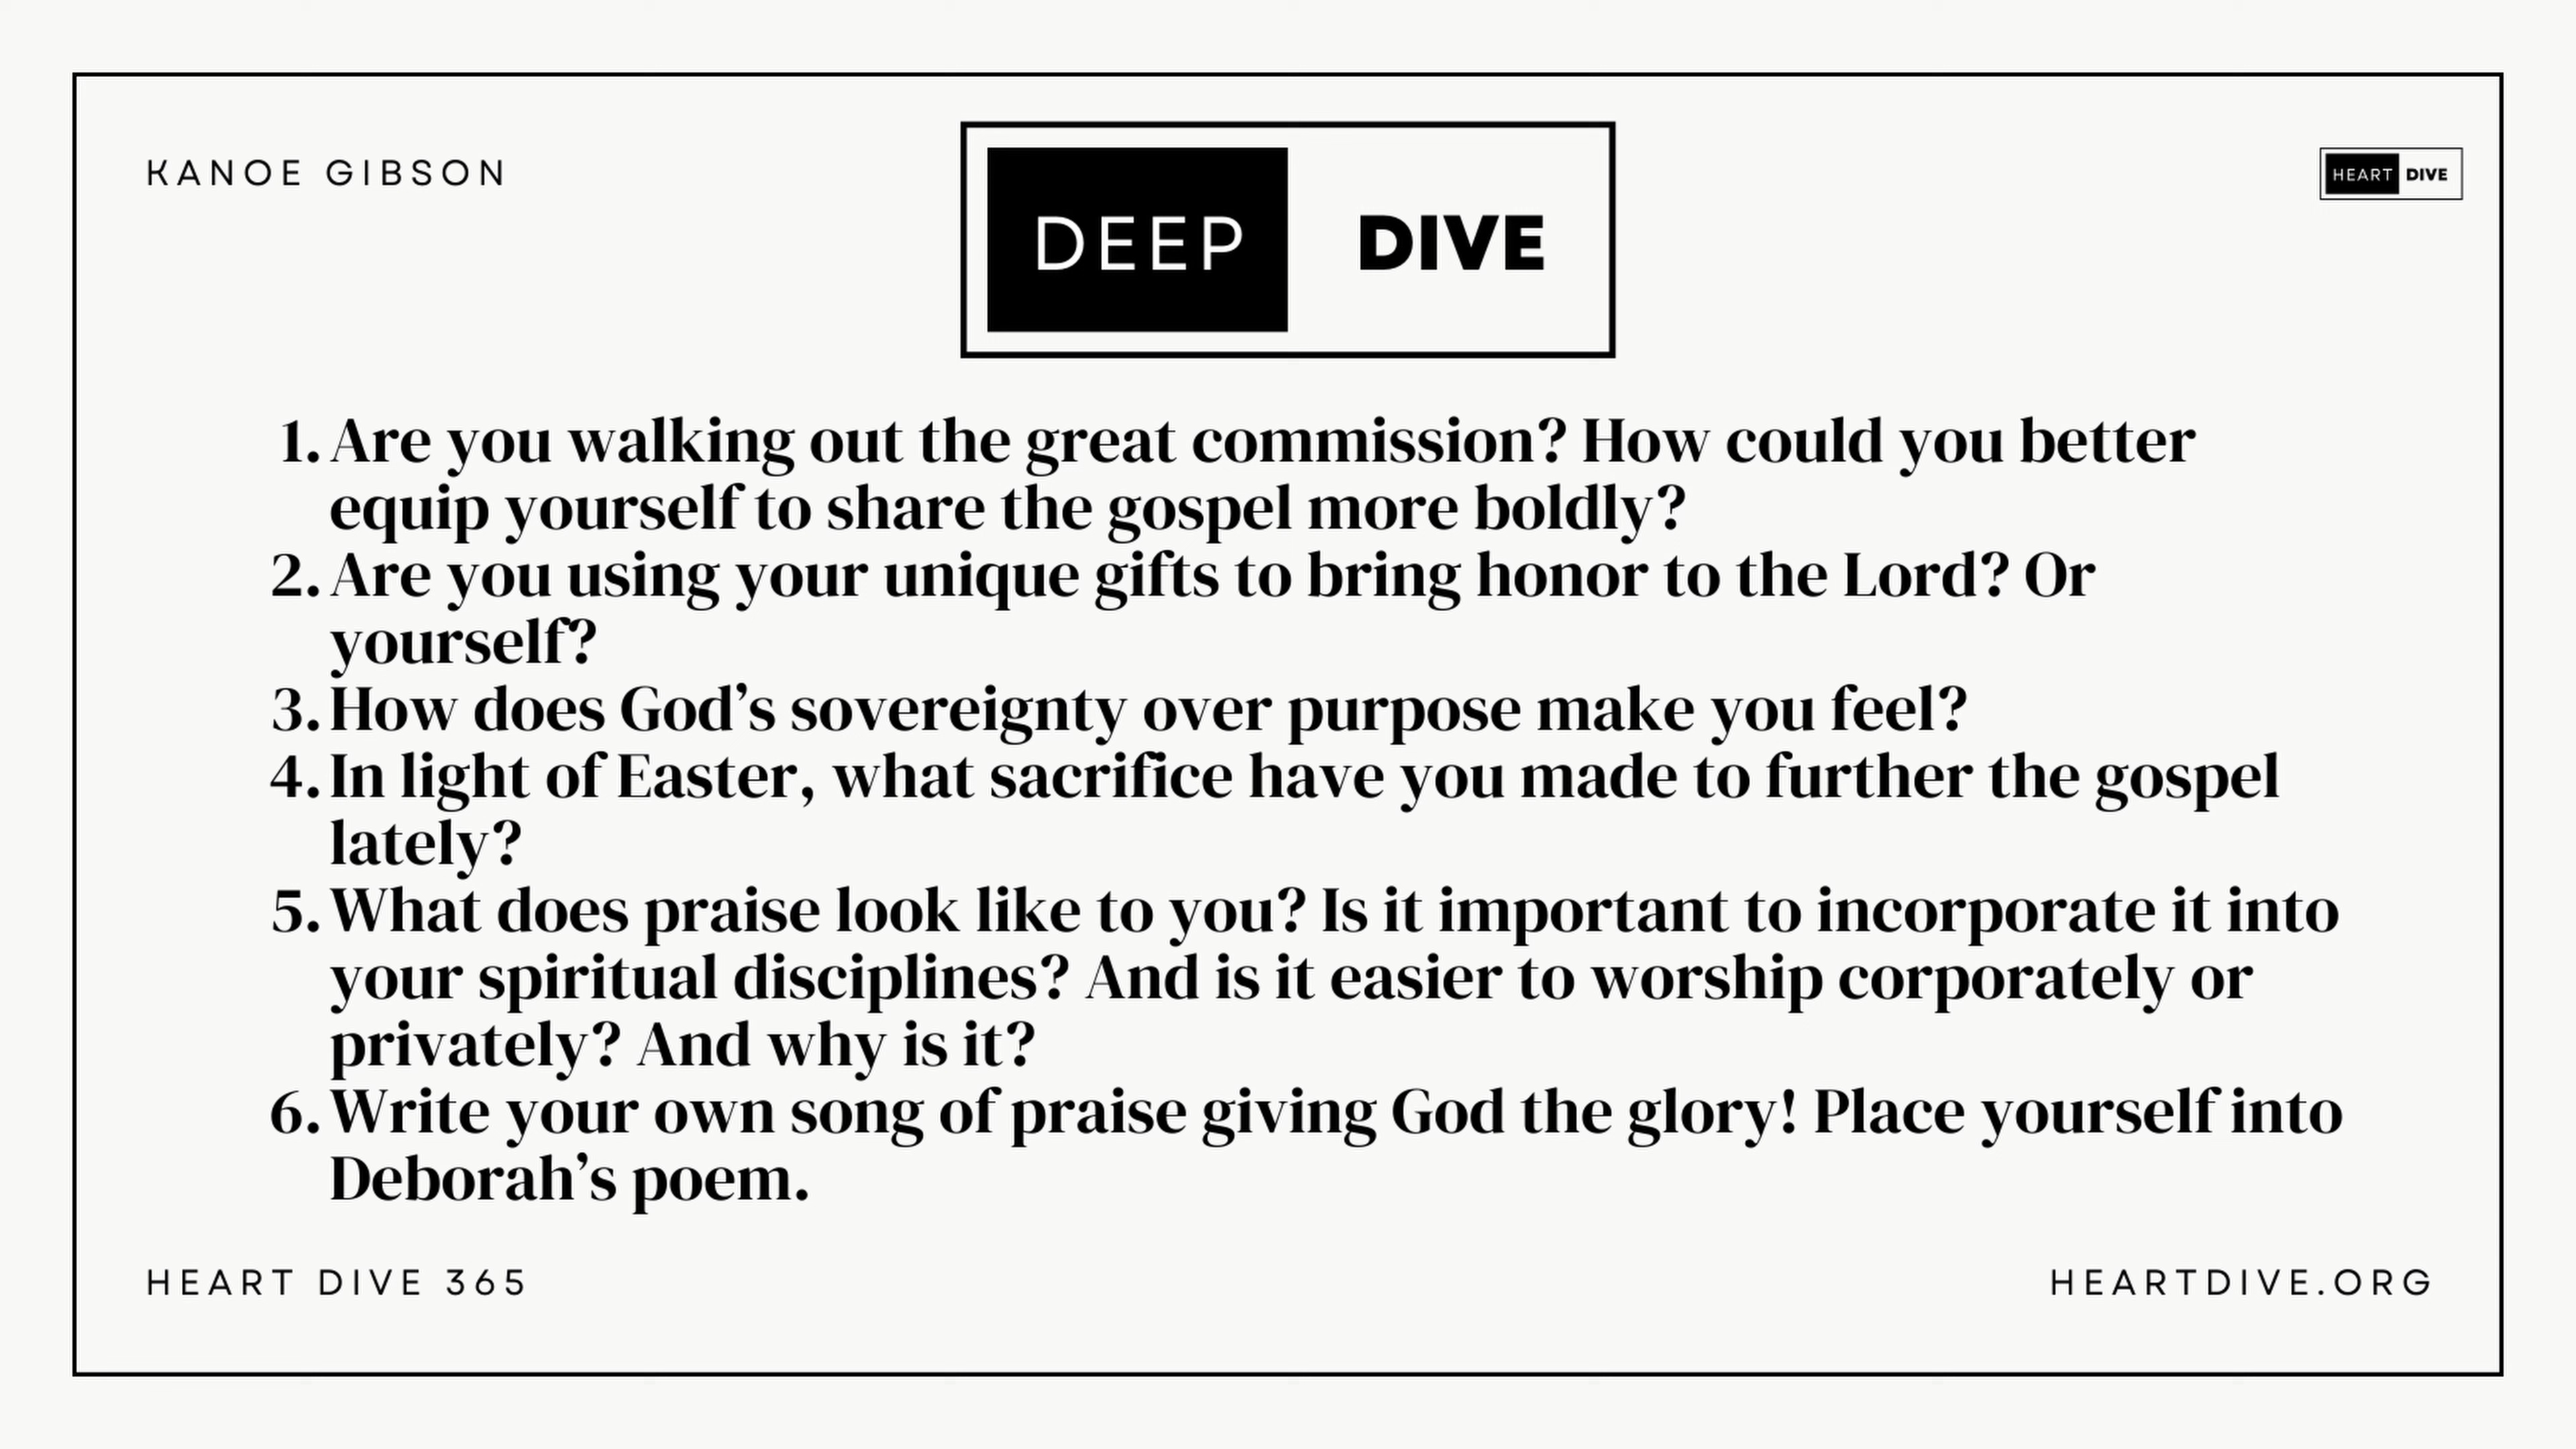 KANOE GIBSON
DEEP DIVE
HEART DIVE
1. Are you walking out the great commission? How could you better
equip yourself to share the gospel more boldly?
2. Are you using your unique gifts to bring honor to the Lord? Or
yourself?
3. How does God’s sovereignty over purpose make you feel?
4. In light of Easter, what sacrifice have you made to further the gospel
lately?
5. What does praise look like to you? Is it important to incorporate it into
your spiritual disciplines? And is it easier to worship corporately or
privately? And why is it?
6. Write your own song of praise giving God the glory! Place yourself into
Deborah’s poem.
HEART DIVE 365
HEARTDIVE.ORG